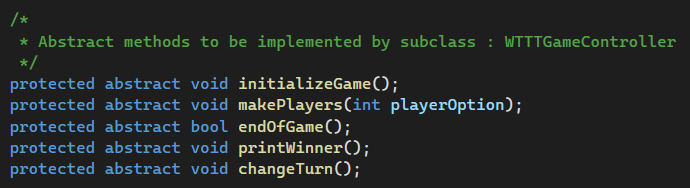 /*
 * Abstract methods to be implemented by subclass : WTTTGameController
 */
protected abstract void initializeGame();
protected abstract void makePlayers(int playerOption);
protected abstract bool endOfGame();
protected abstract void printWinner();
protected abstract void changeTurn();